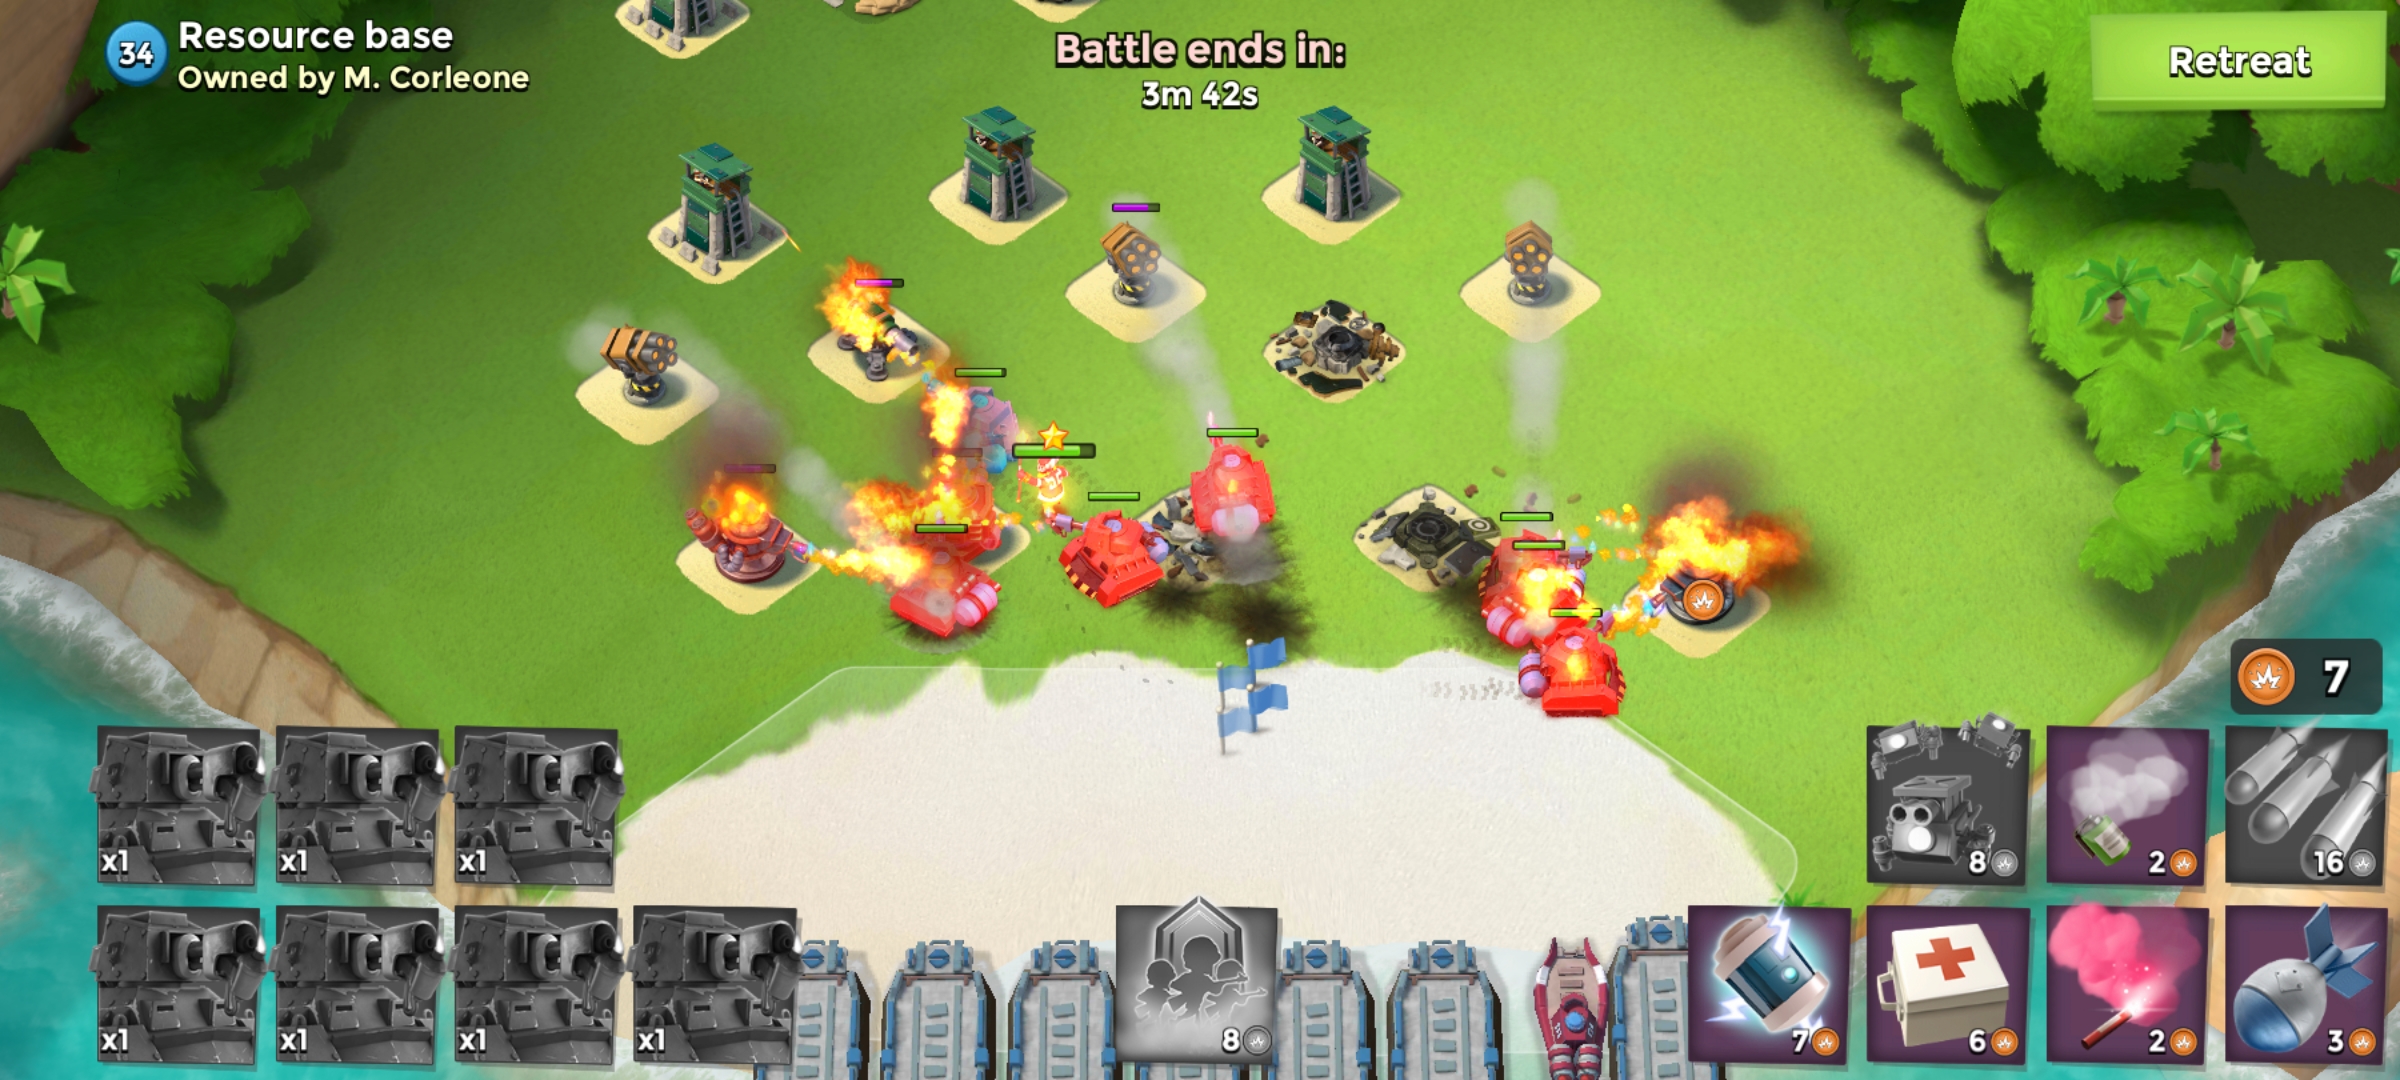 34
Resource base
Owned by M. Corleone
Battle ends in:
3m 42s
Retreat
7
x1
x1
x1
8
2
16
x1
x1
x1
x1
8
7
6
2
3